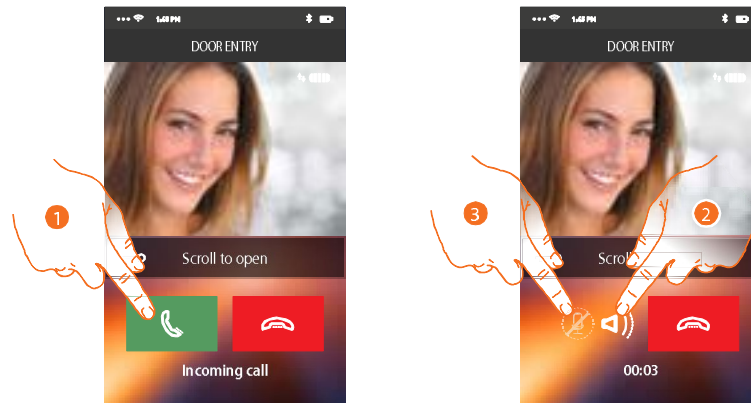 1:45 PM
DOOR ENTRY
1
Scroll to open
Incoming call
1:45 PM
DOOR ENTRY
3
2
Scroll
00:03